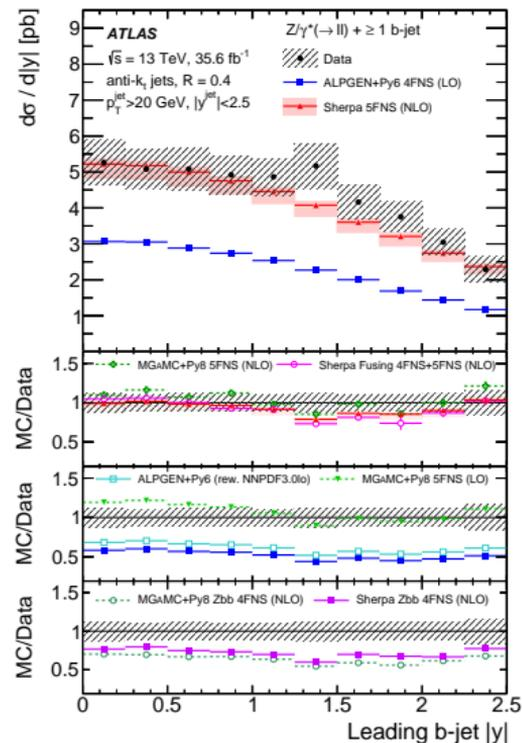 dσ / d|y| [pb]
ATLAS
√s = 13 TeV, 35.6 fb⁻¹
anti-kₜ jets, R = 0.4
p_T^jet >20 GeV, |y^jet|<2.5
Z/γ*(→ ll) + ≥ 1 b-jet
Data
ALPGEN+Py6 4FNS (LO)
Sherpa 5FNS (NLO)
9
8
7
6
5
4
3
2
1
MC/Data
MGAMC+Py8 5FNS (NLO)
Sherpa Fusing 4FNS+5FNS (NLO)
1.5
1
0.5
MC/Data
ALPGEN+Py6 (rew. NNPDF3.0lo)
MGAMC+Py8 5FNS (LO)
1.5
1
0.5
MC/Data
MGAMC+Py8 Zbb 4FNS (NLO)
Sherpa Zbb 4FNS (NLO)
1.5
1
0.5
0 0.5 1 1.5 2 2.5
Leading b-jet |y|